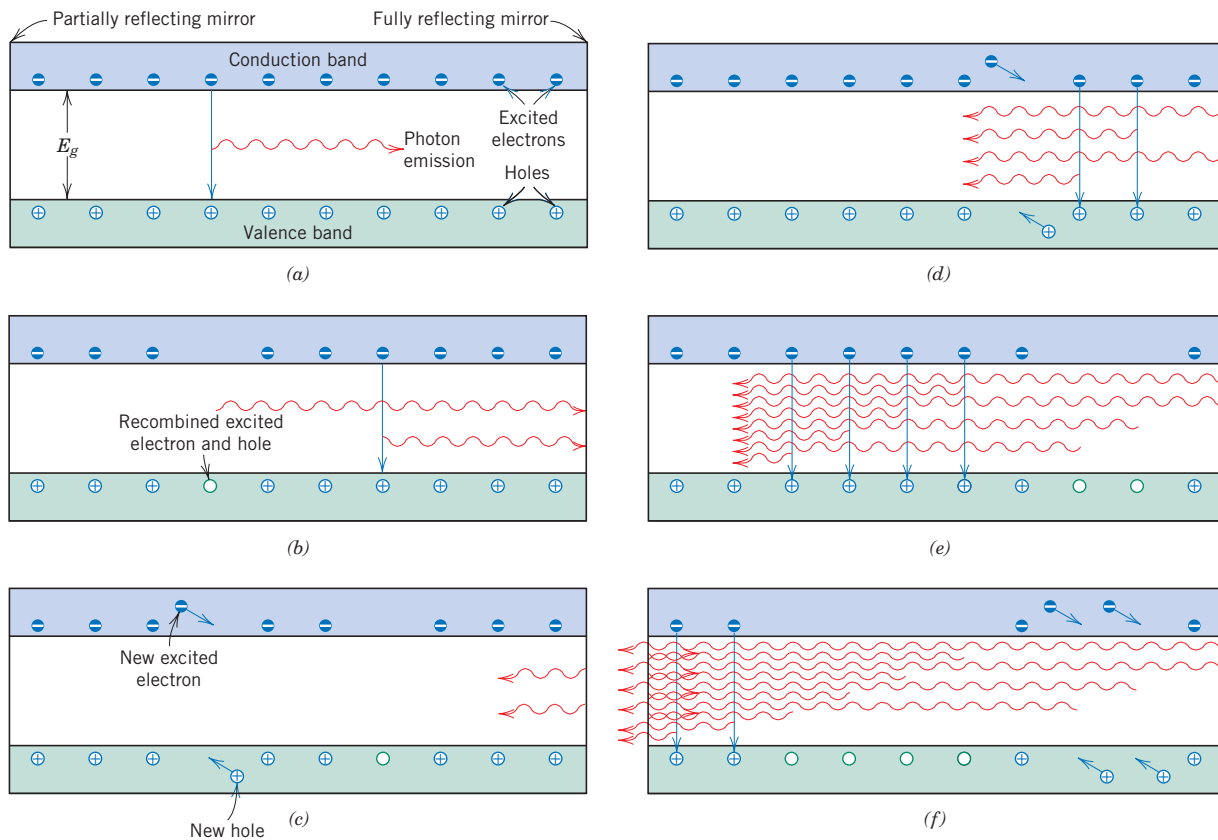 Partially reflecting mirror
Fully reflecting mirror
Conduction band
E_g
Excited
electrons
Photon
emission
Holes
Valence band
(a)
Recombined excited
electron and hole
(b)
New excited
electron
New hole
(c)
(d)
(e)
(f)